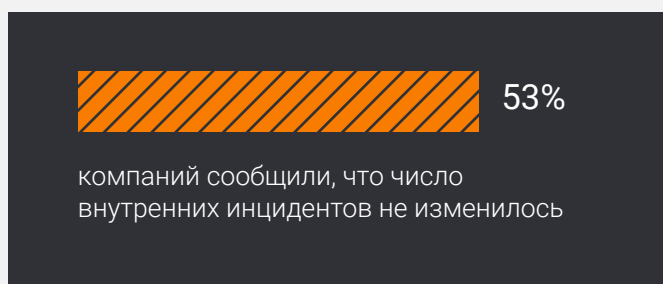 53%
компаний сообщили, что число
внутренних инцидентов не изменилось